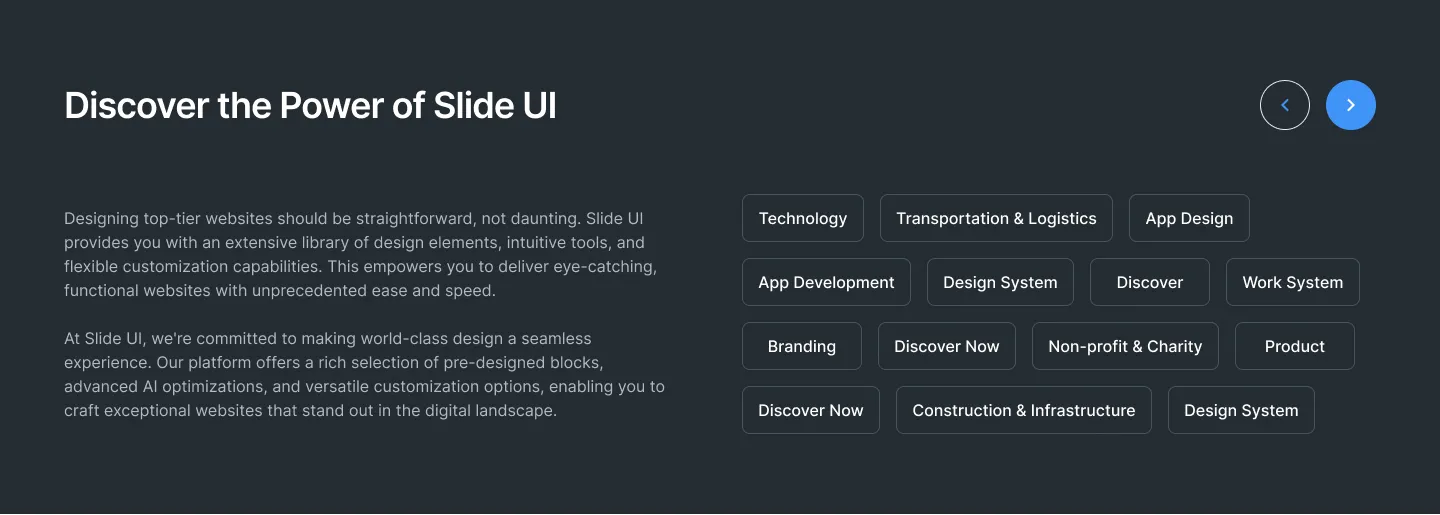 Discover the Power of Slide UI
Designing top-tier websites should be straightforward, not daunting. Slide UI
provides you with an extensive library of design elements, intuitive tools, and
flexible customization capabilities. This empowers you to deliver eye-catching,
functional websites with unprecedented ease and speed.
At Slide UI, we're committed to making world-class design a seamless
experience. Our platform offers a rich selection of pre-designed blocks,
advanced AI optimizations, and versatile customization options, enabling you to
craft exceptional websites that stand out in the digital landscape.
Technology Transportation & Logistics App Design
App Development Design System Discover Work System
Branding Discover Now Non-profit & Charity Product
Discover Now Construction & Infrastructure Design System